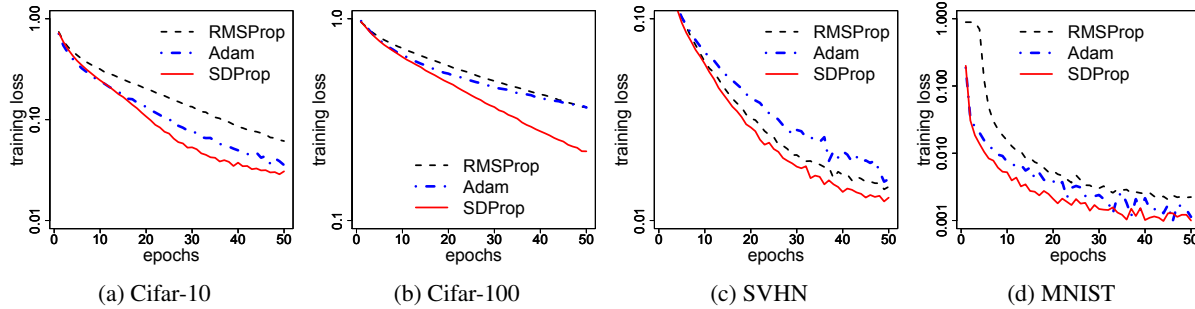 1.00
0.10
0.01
training loss
0 10 20 30 40 50
epochs
RMSProp
Adam
SDProp
(a) Cifar-10
1.0
0.1
training loss
0 10 20 30 40 50
epochs
RMSProp
Adam
SDProp
(b) Cifar-100
0.10
0.01
training loss
0 10 20 30 40 50
epochs
RMSProp
Adam
SDProp
(c) SVHN
1.000
0.100
0.010
0.001
training loss
0 10 20 30 40 50
epochs
RMSProp
Adam
SDProp
(d) MNIST